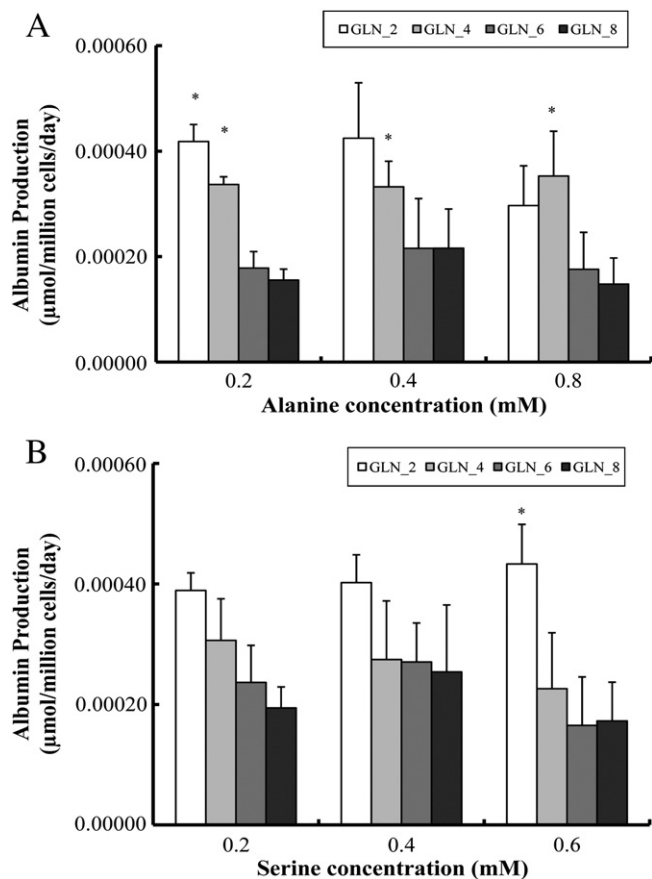 A
GLN_2 GLN_4 GLN_6 GLN_8
Albumin Production
(µmol/million cells/day)
0.00060
0.00040
0.00020
0.00000
* * * *
0.2 0.4 0.8
Alanine concentration (mM)
B
GLN_2 GLN_4 GLN_6 GLN_8
Albumin Production
(µmol/million cells/day)
0.00060
0.00040
0.00020
0.00000
*
0.2 0.4 0.6
Serine concentration (mM)